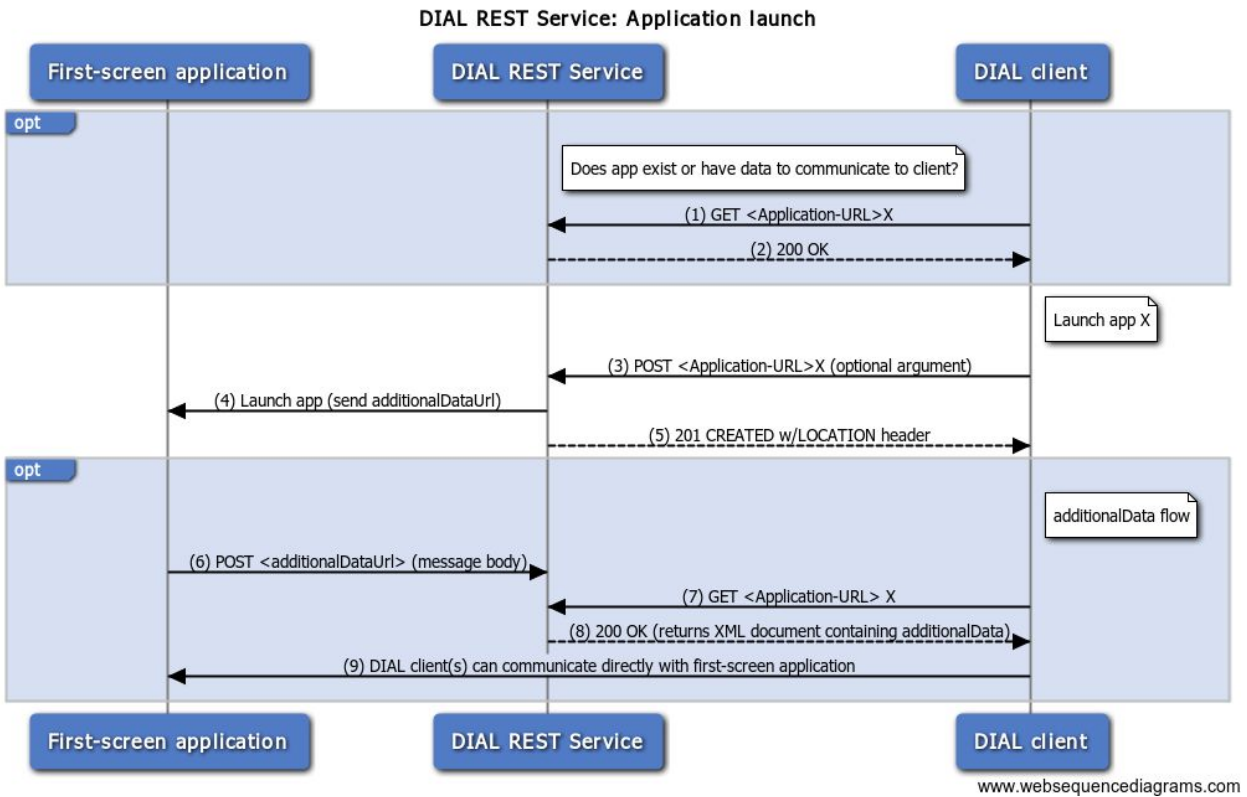 DIAL REST Service: Application launch
First-screen application
DIAL REST Service
DIAL client
opt
Does app exist or have data to communicate to client?
(1) GET <Application-URL>X
(2) 200 OK
Launch app X
(3) POST <Application-URL>X (optional argument)
(4) Launch app (send additionalDataUrl)
(5) 201 CREATED w/LOCATION header
opt
additionalData flow
(6) POST <additionalDataUrl> (message body)
(7) GET <Application-URL> X
(8) 200 OK (returns XML document containing additionalData)
(9) DIAL client(s) can communicate directly with first-screen application
First-screen application
DIAL REST Service
DIAL client
www.websequencediagrams.com